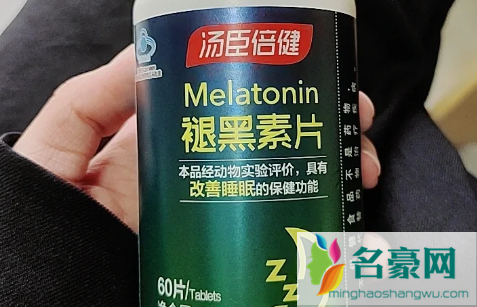 汤臣倍健
Melatonin
褪黑素片
本品经动物实验评价，具有
改善睡眠的保健功能
60片/Tablets
z
z
z
名豪网
minghaoshangmao.com